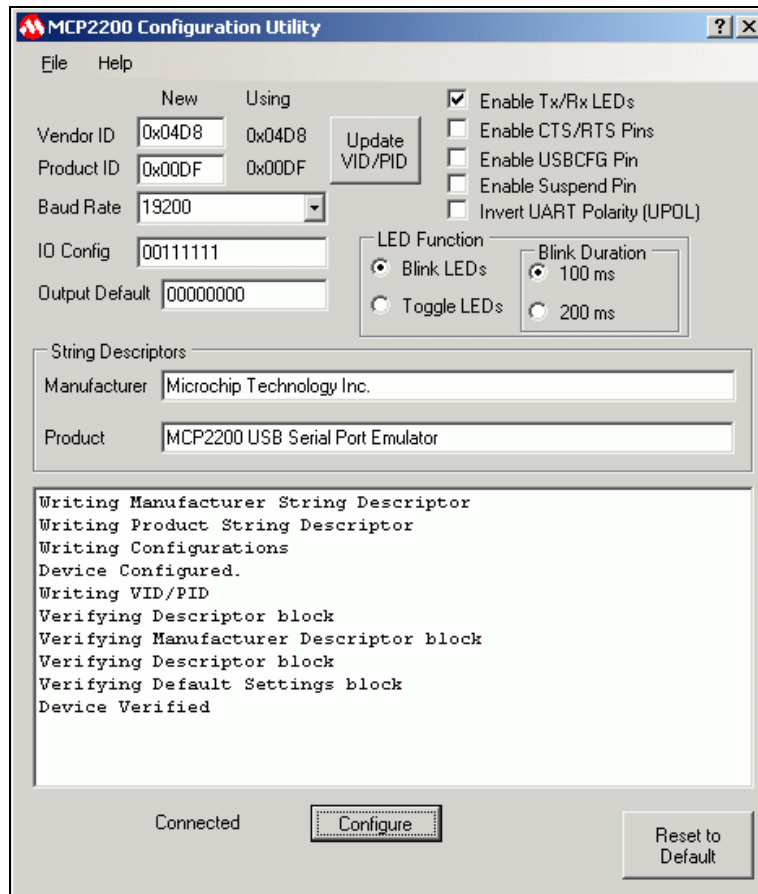 MCP2200 Configuration Utility
File Help
New Using
Vendor ID 0x04D8 0x04D8
Product ID 0x00DF 0x00DF
Update
VID/PID
Baud Rate 19200
IO Config 00111111
Output Default 00000000
Enable Tx/Rx LEDs
Enable CTS/RTS Pins
Enable USBCFG Pin
Enable Suspend Pin
Invert UART Polarity (UPOL)
LED Function
Blink LEDs
Toggle LEDs
Blink Duration
100 ms
200 ms
String Descriptors
Manufacturer Microchip Technology Inc.
Product MCP2200 USB Serial Port Emulator
Writing Manufacturer String Descriptor
Writing Product String Descriptor
Writing Configurations
Device Configured.
Writing VID/PID
Verifying Descriptor block
Verifying Manufacturer Descriptor block
Verifying Descriptor block
Verifying Default Settings block
Device Verified
Connected
Configure
Reset to
Default